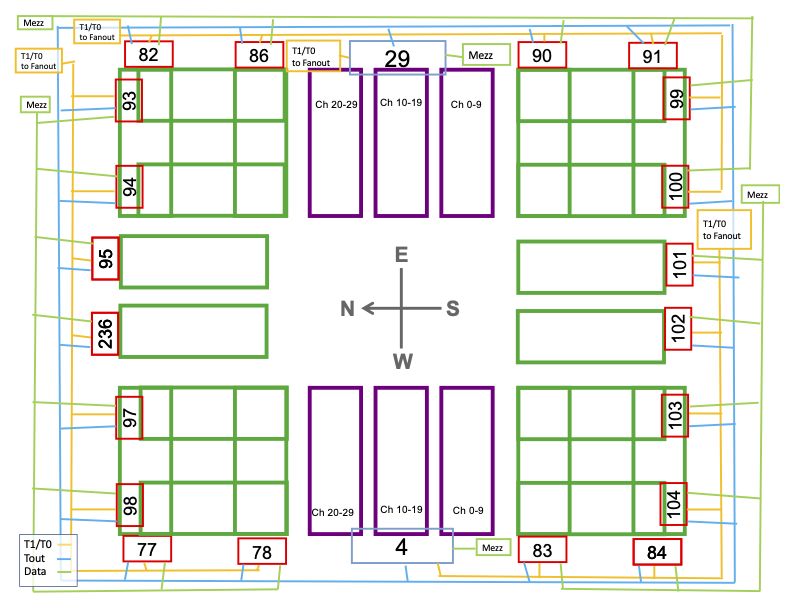 Mezz
T1/T0
to Fanout
82
86
T1/T0
to Fanout
29
Mezz
90
91
T1/T0
to Fanout
Mezz
93
Ch 20-29
Ch 10-19
Ch 0-9
99
94
100
Mezz
T1/T0
to Fanout
95
E
101
N
S
236
102
W
97
103
98
Ch 20-29
Ch 10-19
Ch 0-9
104
T1/T0
Tout
Data
77
78
4
Mezz
83
84